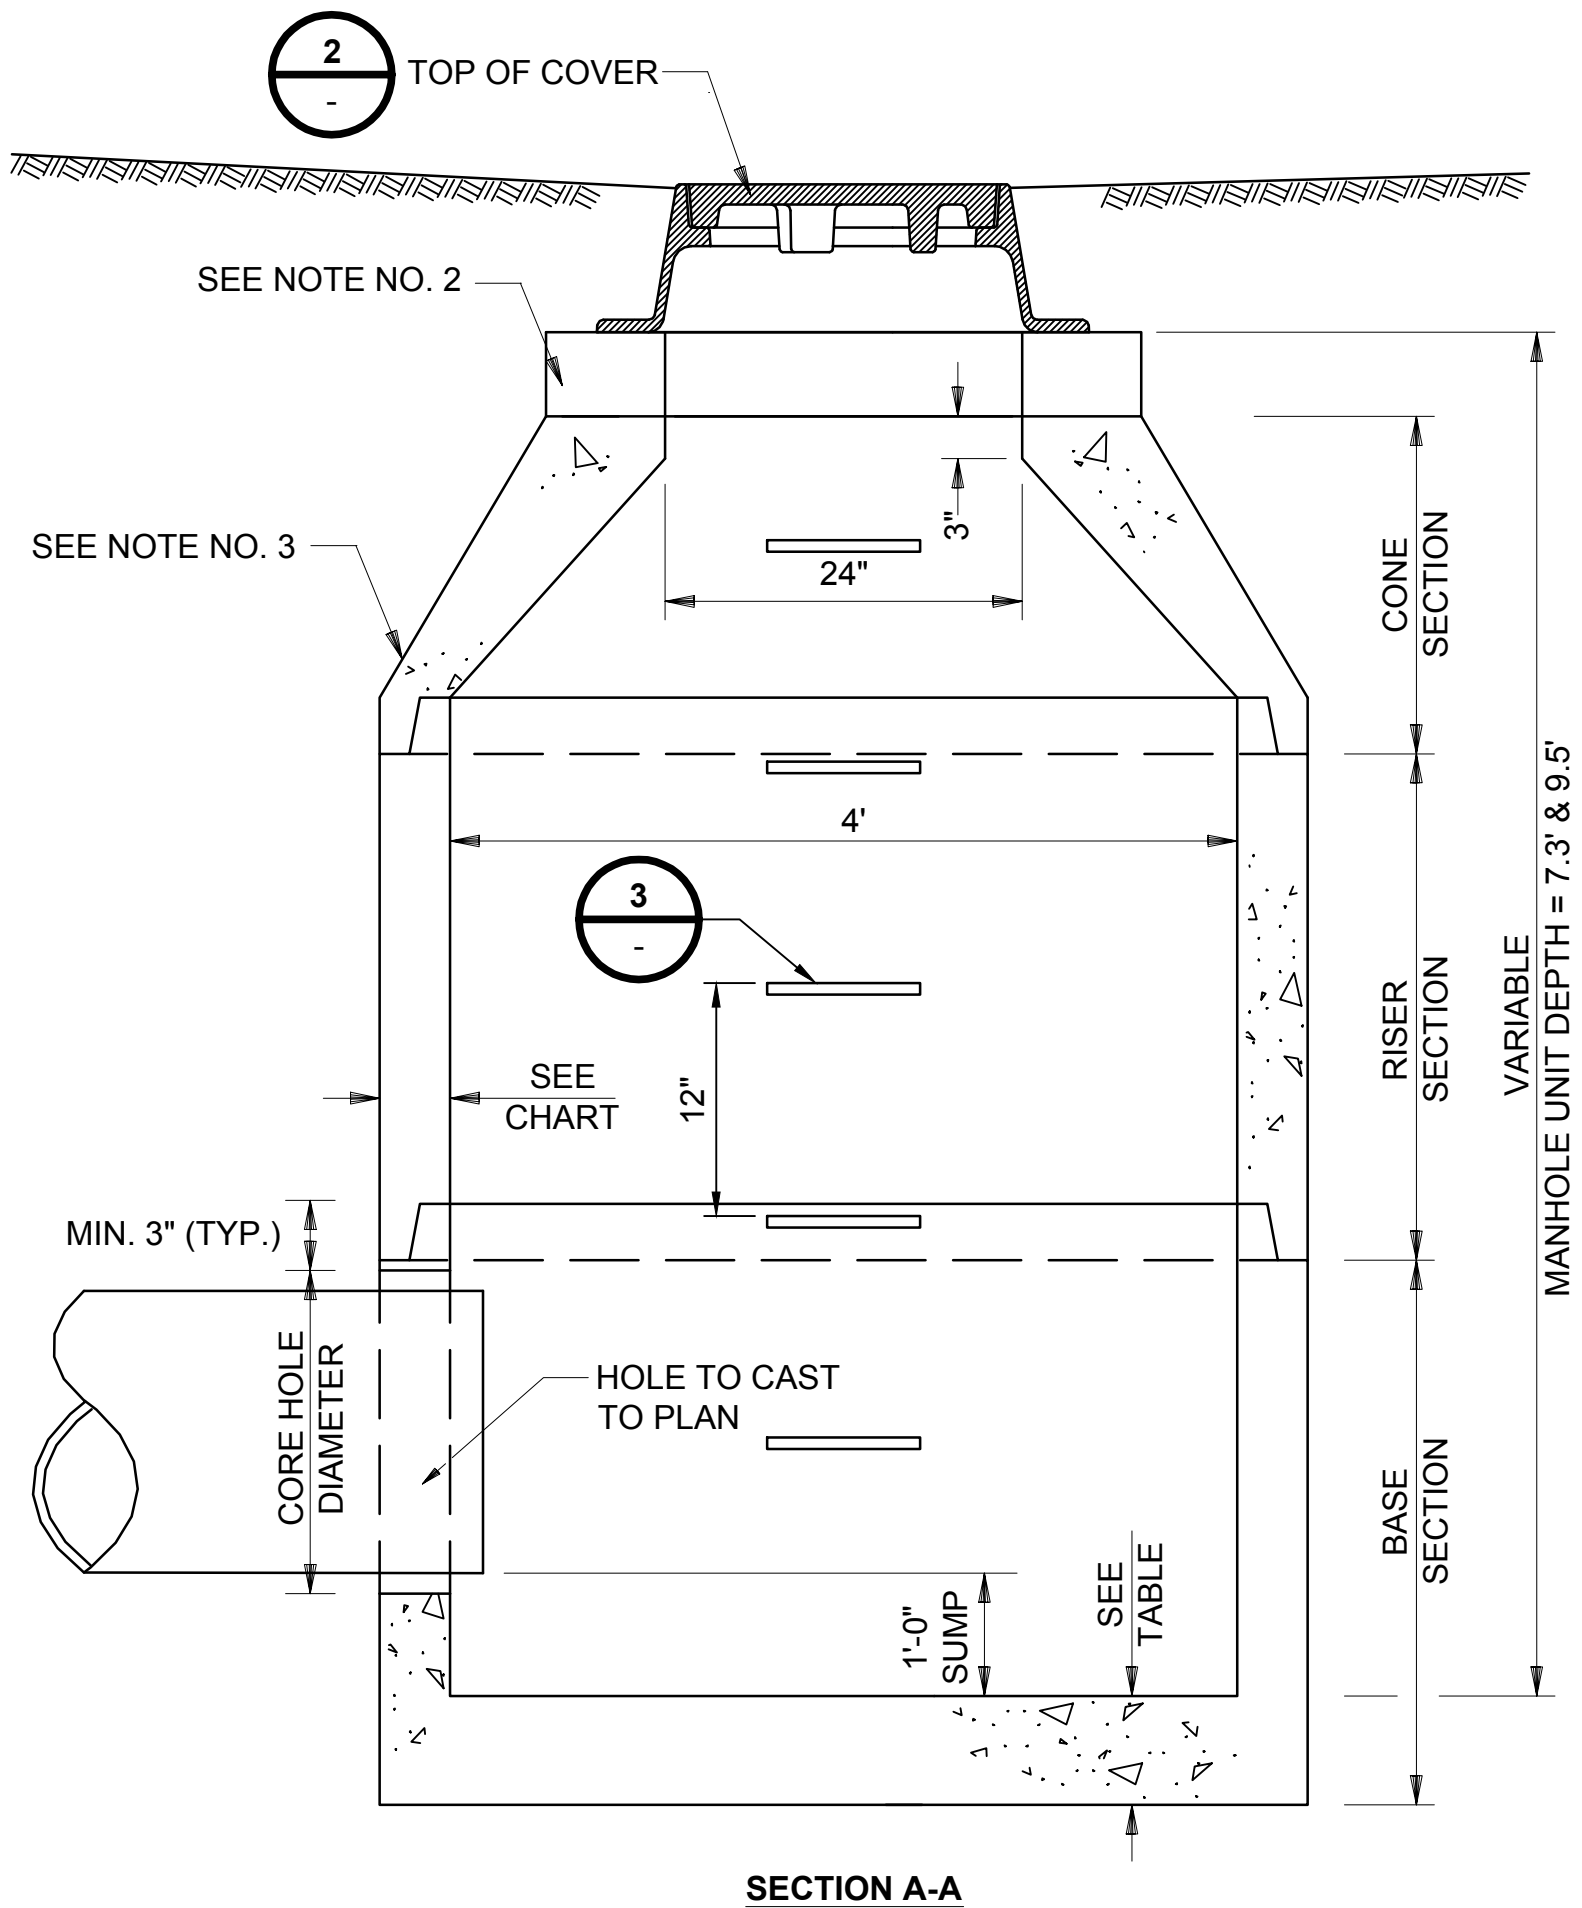 2
-
TOP OF COVER
SEE NOTE NO. 2
SEE NOTE NO. 3
3"
24"
CONE
SECTION
4'
3
-
12"
SEE
CHART
RISER
SECTION
VARIABLE
MANHOLE UNIT DEPTH = 7.3' & 9.5'
MIN. 3" (TYP.)
CORE HOLE
DIAMETER
HOLE TO CAST
TO PLAN
1'-0"
SUMP
SEE
TABLE
BASE
SECTION
SECTION A-A